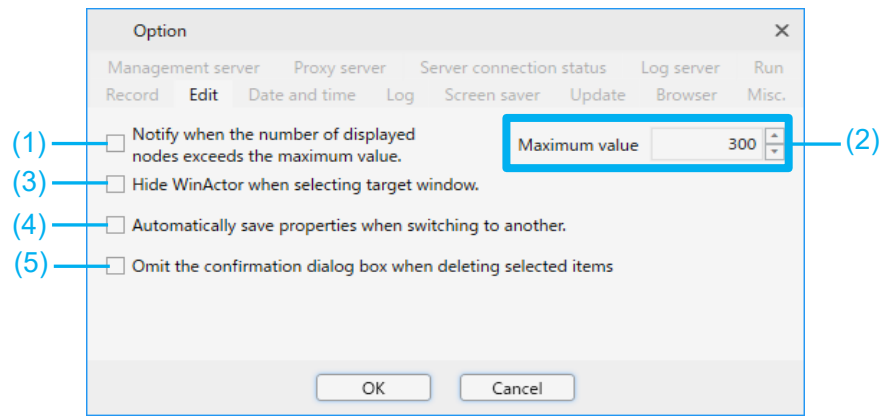 Option
Management server Proxy server Server connection status Log server Run
Record Edit Date and time Log Screen saver Update Browser Misc.
(1) Notify when the number of displayed
nodes exceeds the maximum value.
Maximum value 300 (2)
(3) Hide WinActor when selecting target window.
(4) Automatically save properties when switching to another.
(5) Omit the confirmation dialog box when deleting selected items
OK Cancel